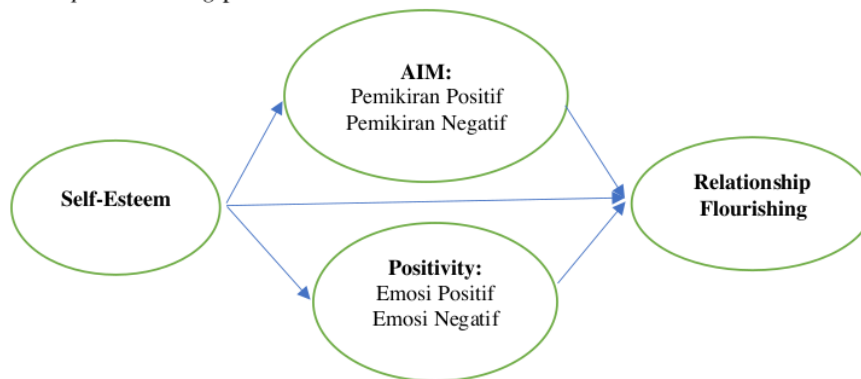 AIM:
Pemikiran Positif
Pemikiran Negatif
Self-Esteem
Relationship
Flourishing
Positivity:
Emosi Positif
Emosi Negatif